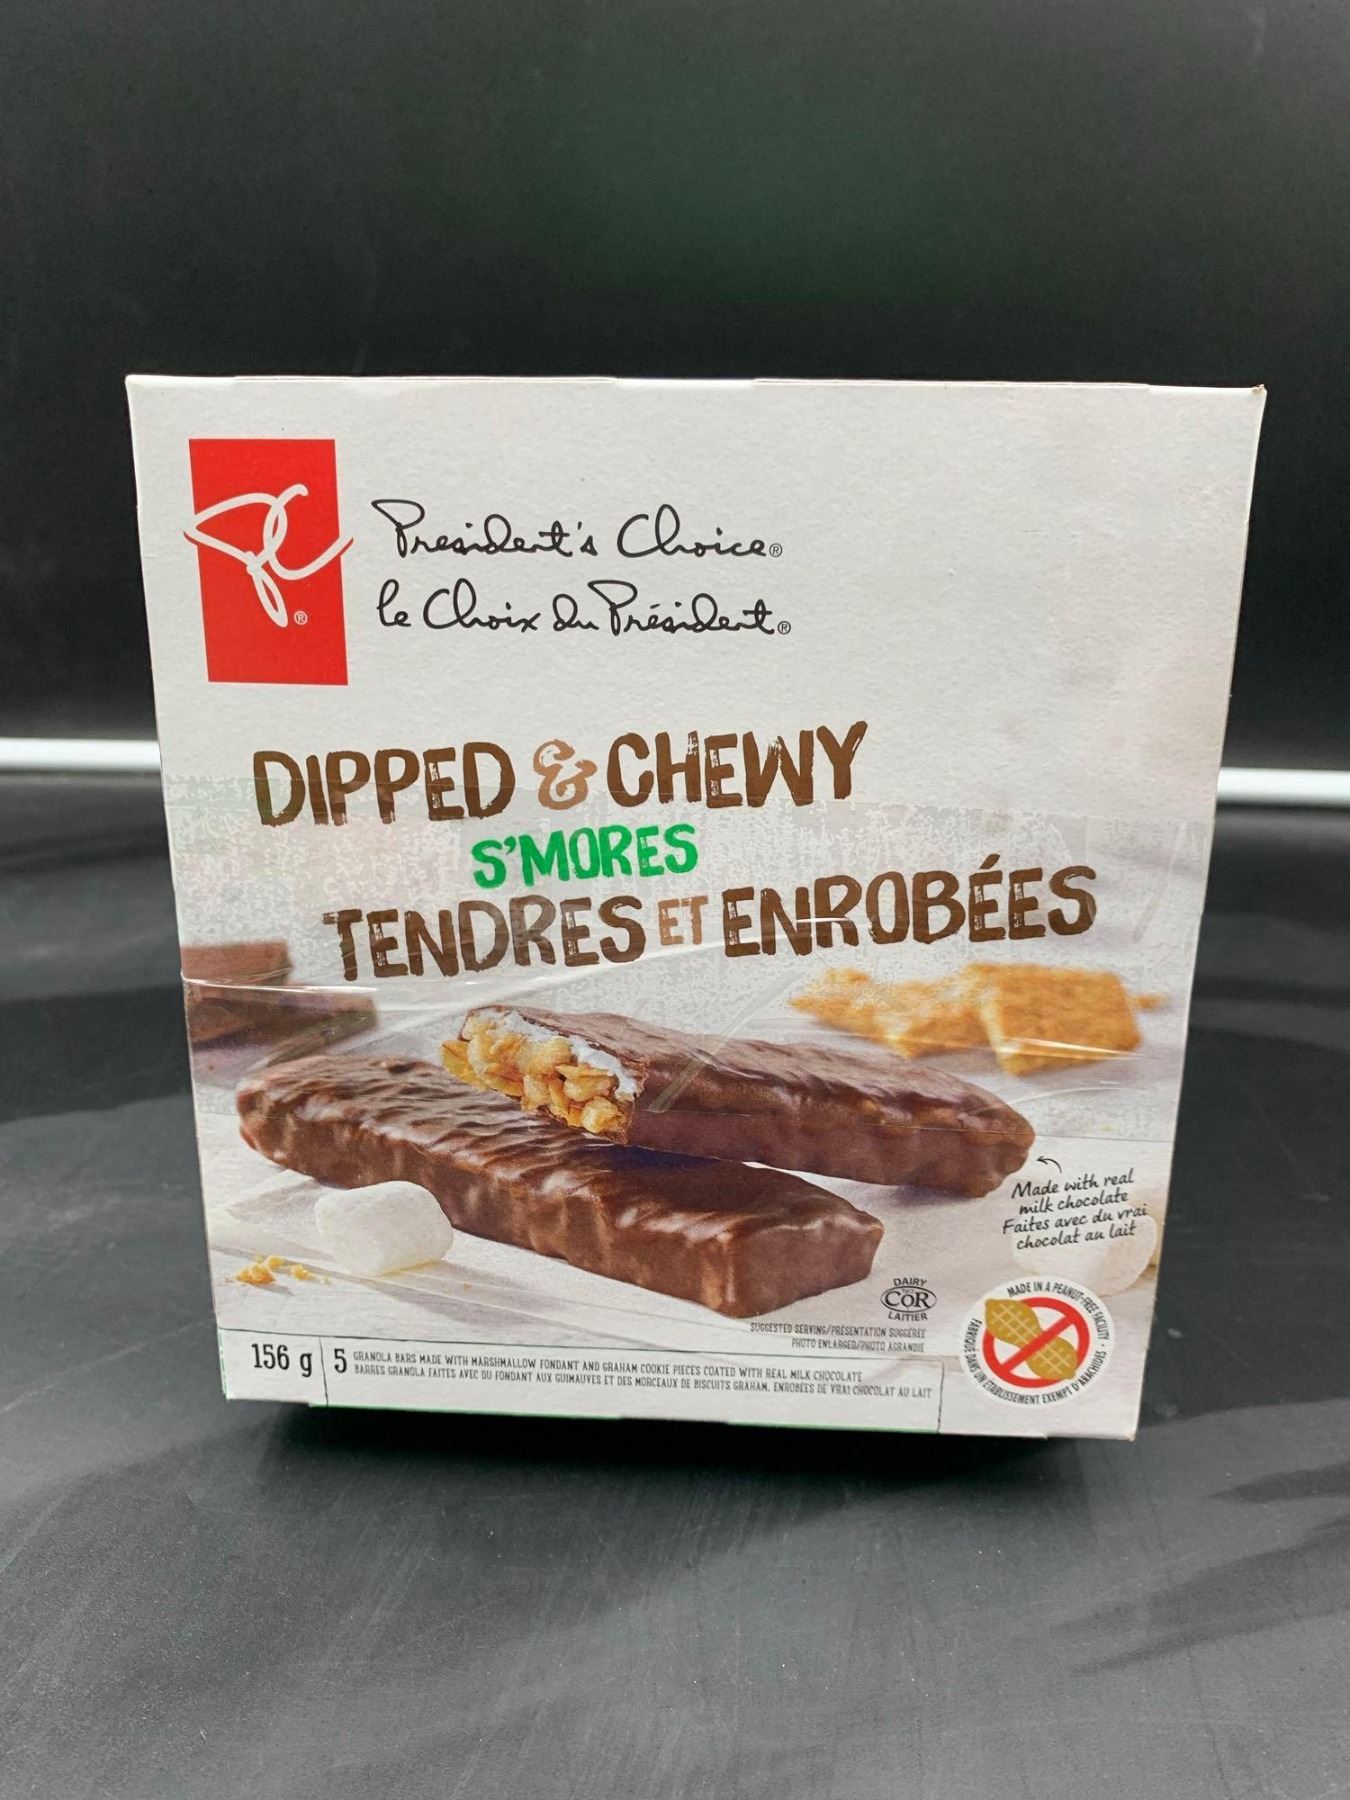 President's Choice®
le Choix du Président®
DIPPED & CHEWY
S'MORES
TENDRES ET ENROBÉES
Made with real
milk chocolate
Faites avec du vrai
chocolat au lait
DAIRY
COR
LAITIER
SUGGESTED SERVING/PRÉSENTATION SUGGÉRÉE
PHOTO ENLARGED/PHOTO AGRANDIE
MADE IN A PEANUT-FREE FACILITY •
FABRIQUÉ DANS UN ÉTABLISSEMENT EXEMPT D'ARACHIDES •
156 g
5 GRANOLA BARS MADE WITH MARSHMALLOW FONDANT AND GRAHAM COOKIE PIECES COATED WITH REAL MILK CHOCOLATE
BARRES GRANOLA FAITES AVEC DU FONDANT AUX GUIMAUVES ET DES MORCEAUX DE BISCUITS GRAHAM, ENROBÉES DE VRAI CHOCOLAT AU LAIT